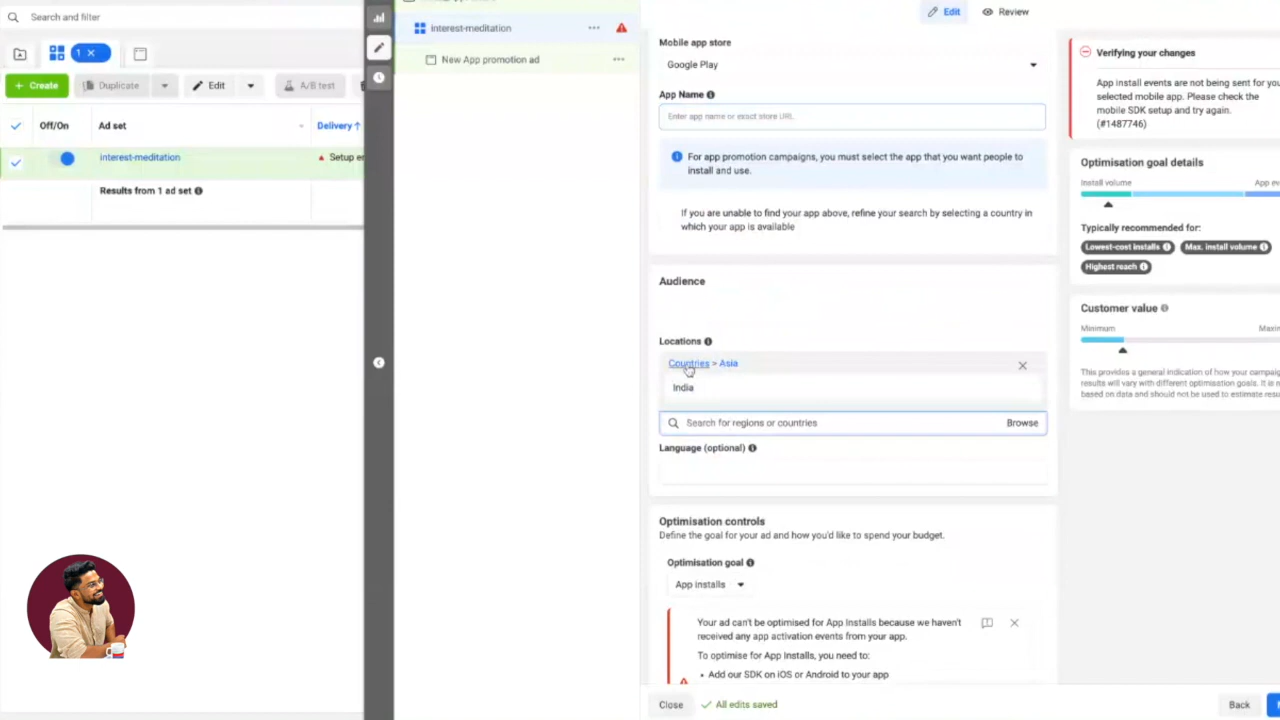 Search and filter
1 ×
+ Create
Duplicate
Edit
A/B test
Off/On
Ad set
Delivery ↑
interest-meditation
Setup er
Results from 1 ad set
interest-meditation
New App promotion ad
Edit
Review
Mobile app store
Google Play
App Name
Enter app name or exact store URL.
For app promotion campaigns, you must select the app that you want people to
install and use.
If you are unable to find your app above, refine your search by selecting a country in
which your app is available
Audience
Locations
Countries > Asia
India
Search for regions or countries
Browse
Language (optional)
Optimisation controls
Define the goal for your ad and how you'd like to spend your budget.
Optimisation goal
App installs
Your ad can't be optimised for App Installs because we haven't
received any app activation events from your app.
To optimise for App Installs, you need to:
• Add our SDK on iOS or Android to your app
Close
All edits saved
Back
Verifying your changes
App install events are not being sent for you
selected mobile app. Please check the
mobile SDK setup and try again.
(#1487746)
Optimisation goal details
Install volume
App ev
Typically recommended for:
Lowest-cost installs
Max. install volume
Highest reach
Customer value
Minimum
Maxim
This provides a general indication of how your campaig
results will vary with different optimisation goals. It is n
based on data and should not be used to estimate resu